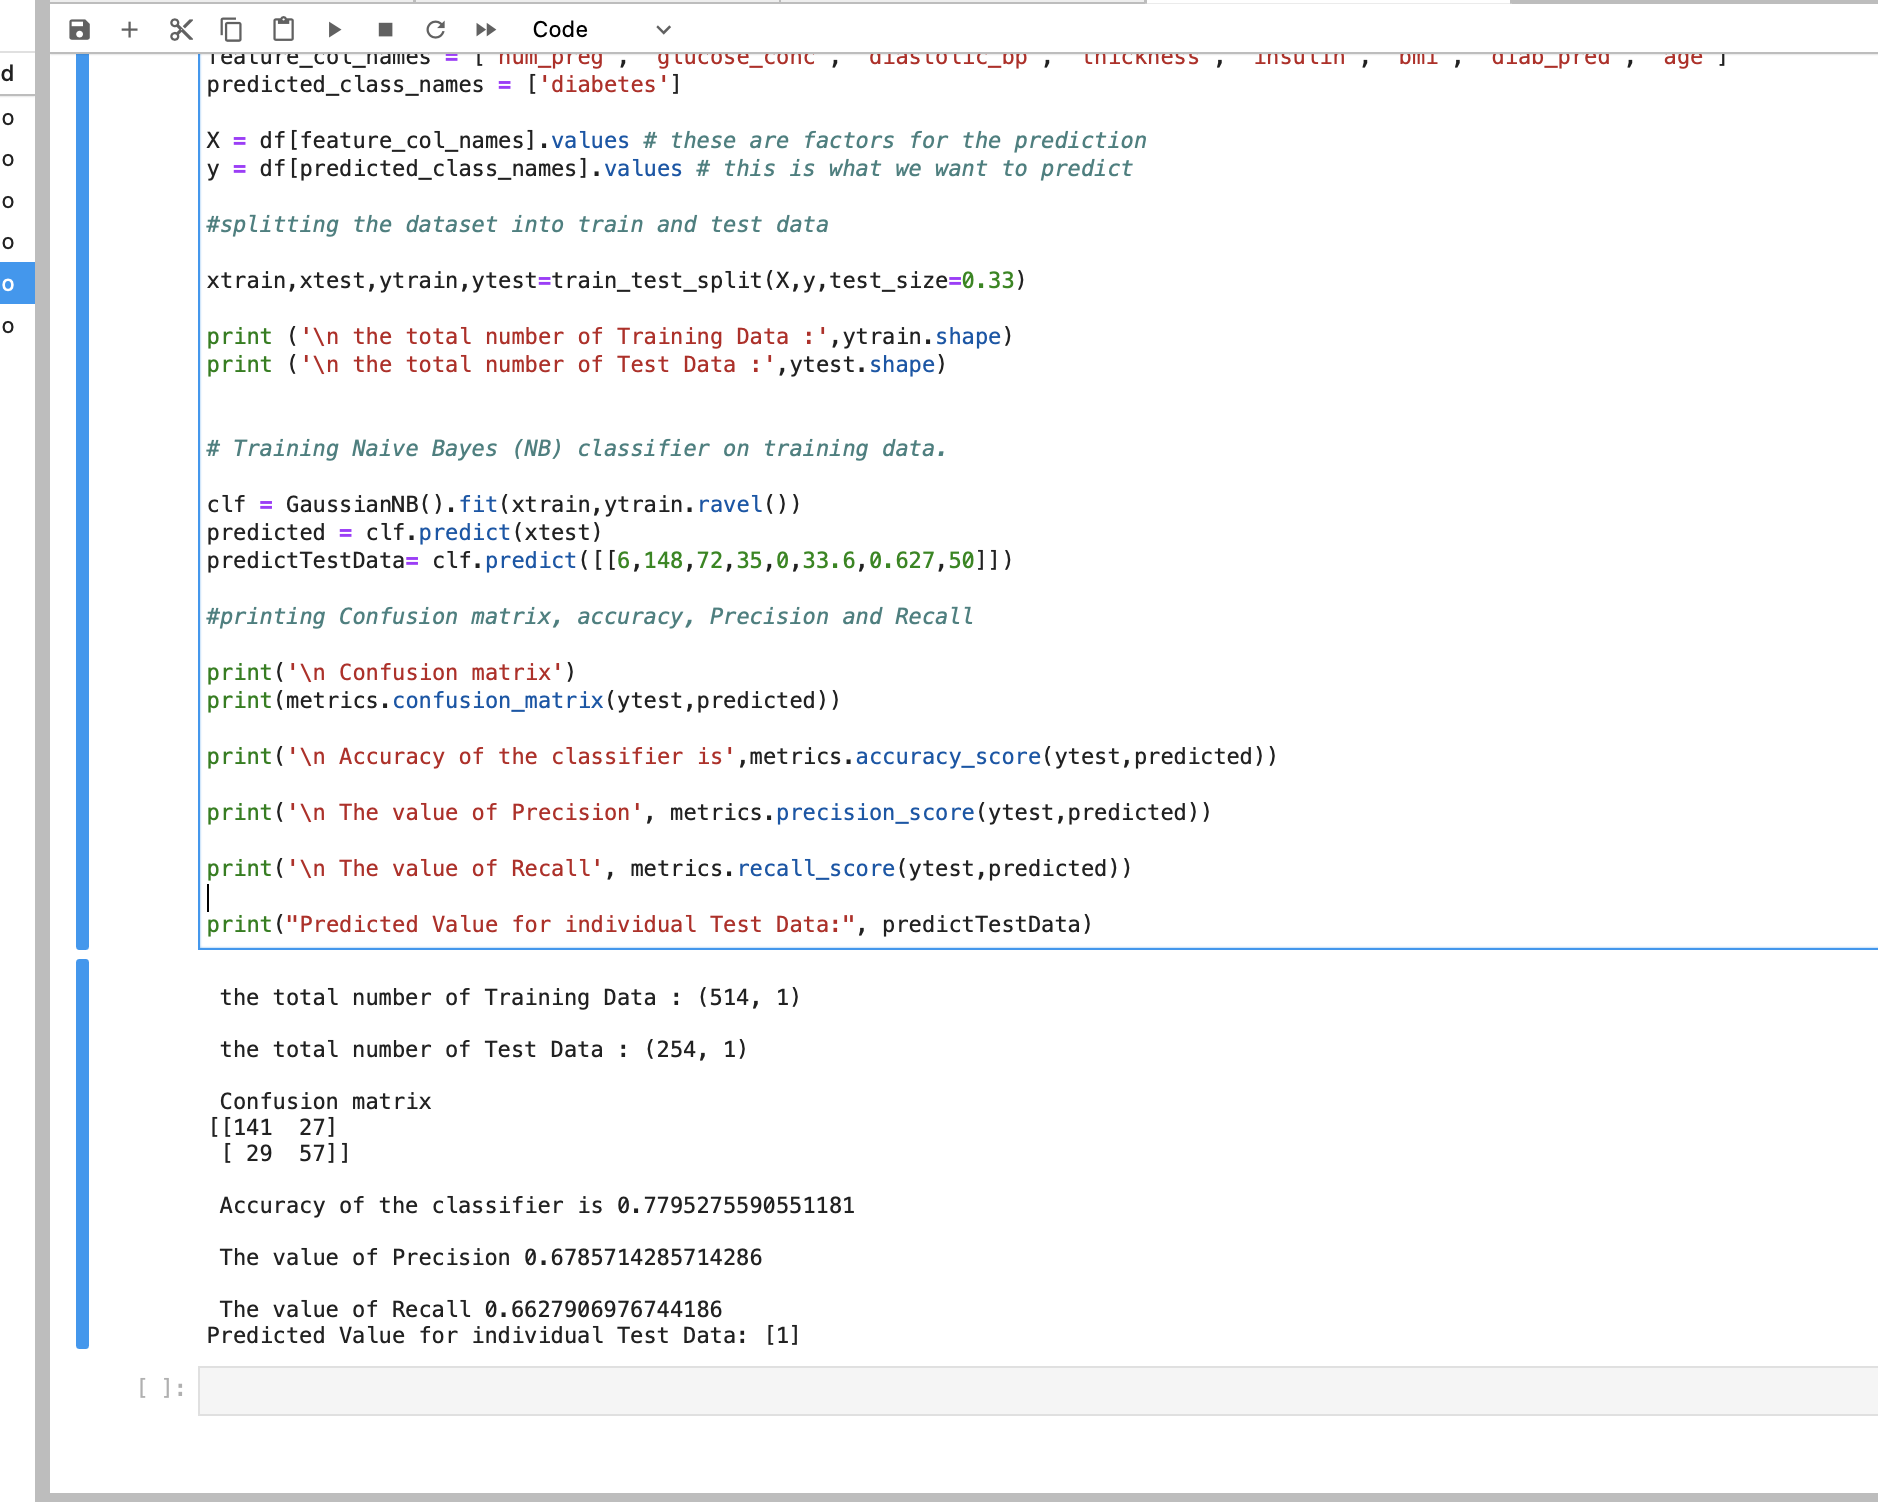 Code
d
o
o
o
o
o
o
feature_col_names = ['num_preg', 'glucose_conc', 'diastolic_bp', 'thickness', 'insulin', 'bmi', 'diab_pred', 'age']
predicted_class_names = ['diabetes']
X = df[feature_col_names].values # these are factors for the prediction
y = df[predicted_class_names].values # this is what we want to predict
#splitting the dataset into train and test data
xtrain,xtest,ytrain,ytest=train_test_split(X,y,test_size=0.33)
print ('\n the total number of Training Data :',ytrain.shape)
print ('\n the total number of Test Data :',ytest.shape)
# Training Naive Bayes (NB) classifier on training data.
clf = GaussianNB().fit(xtrain,ytrain.ravel())
predicted = clf.predict(xtest)
predictTestData= clf.predict([[6,148,72,35,0,33.6,0.627,50]])
#printing Confusion matrix, accuracy, Precision and Recall
print('\n Confusion matrix')
print(metrics.confusion_matrix(ytest,predicted))
print('\n Accuracy of the classifier is',metrics.accuracy_score(ytest,predicted))
print('\n The value of Precision', metrics.precision_score(ytest,predicted))
print('\n The value of Recall', metrics.recall_score(ytest,predicted))
print("Predicted Value for individual Test Data:", predictTestData)
the total number of Training Data : (514, 1)
the total number of Test Data : (254, 1)
Confusion matrix
[[141  27]
[ 29  57]]
Accuracy of the classifier is 0.7795275590551181
The value of Precision 0.6785714285714286
The value of Recall 0.6627906976744186
Predicted Value for individual Test Data: [1]
[ ]: